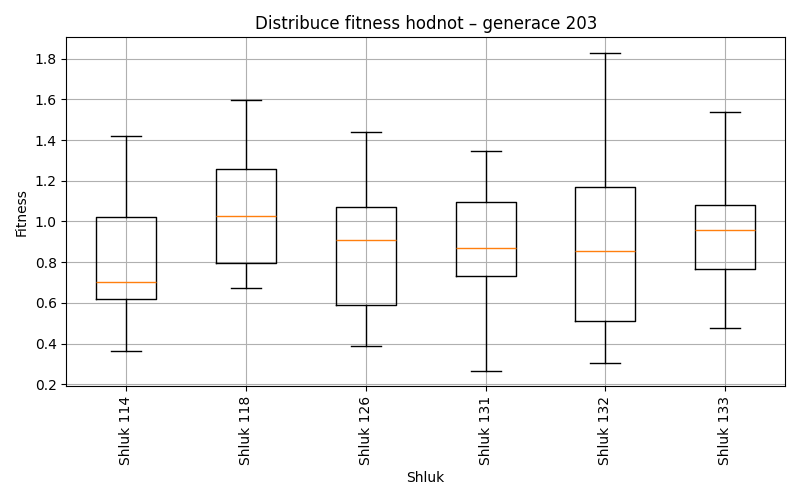 Distribuce fitness hodnot – generace 203
Fitness
1.8
1.6
1.4
1.2
1.0
0.8
0.6
0.4
0.2
Shluk 114
Shluk 118
Shluk 126
Shluk 131
Shluk 132
Shluk 133
Shluk